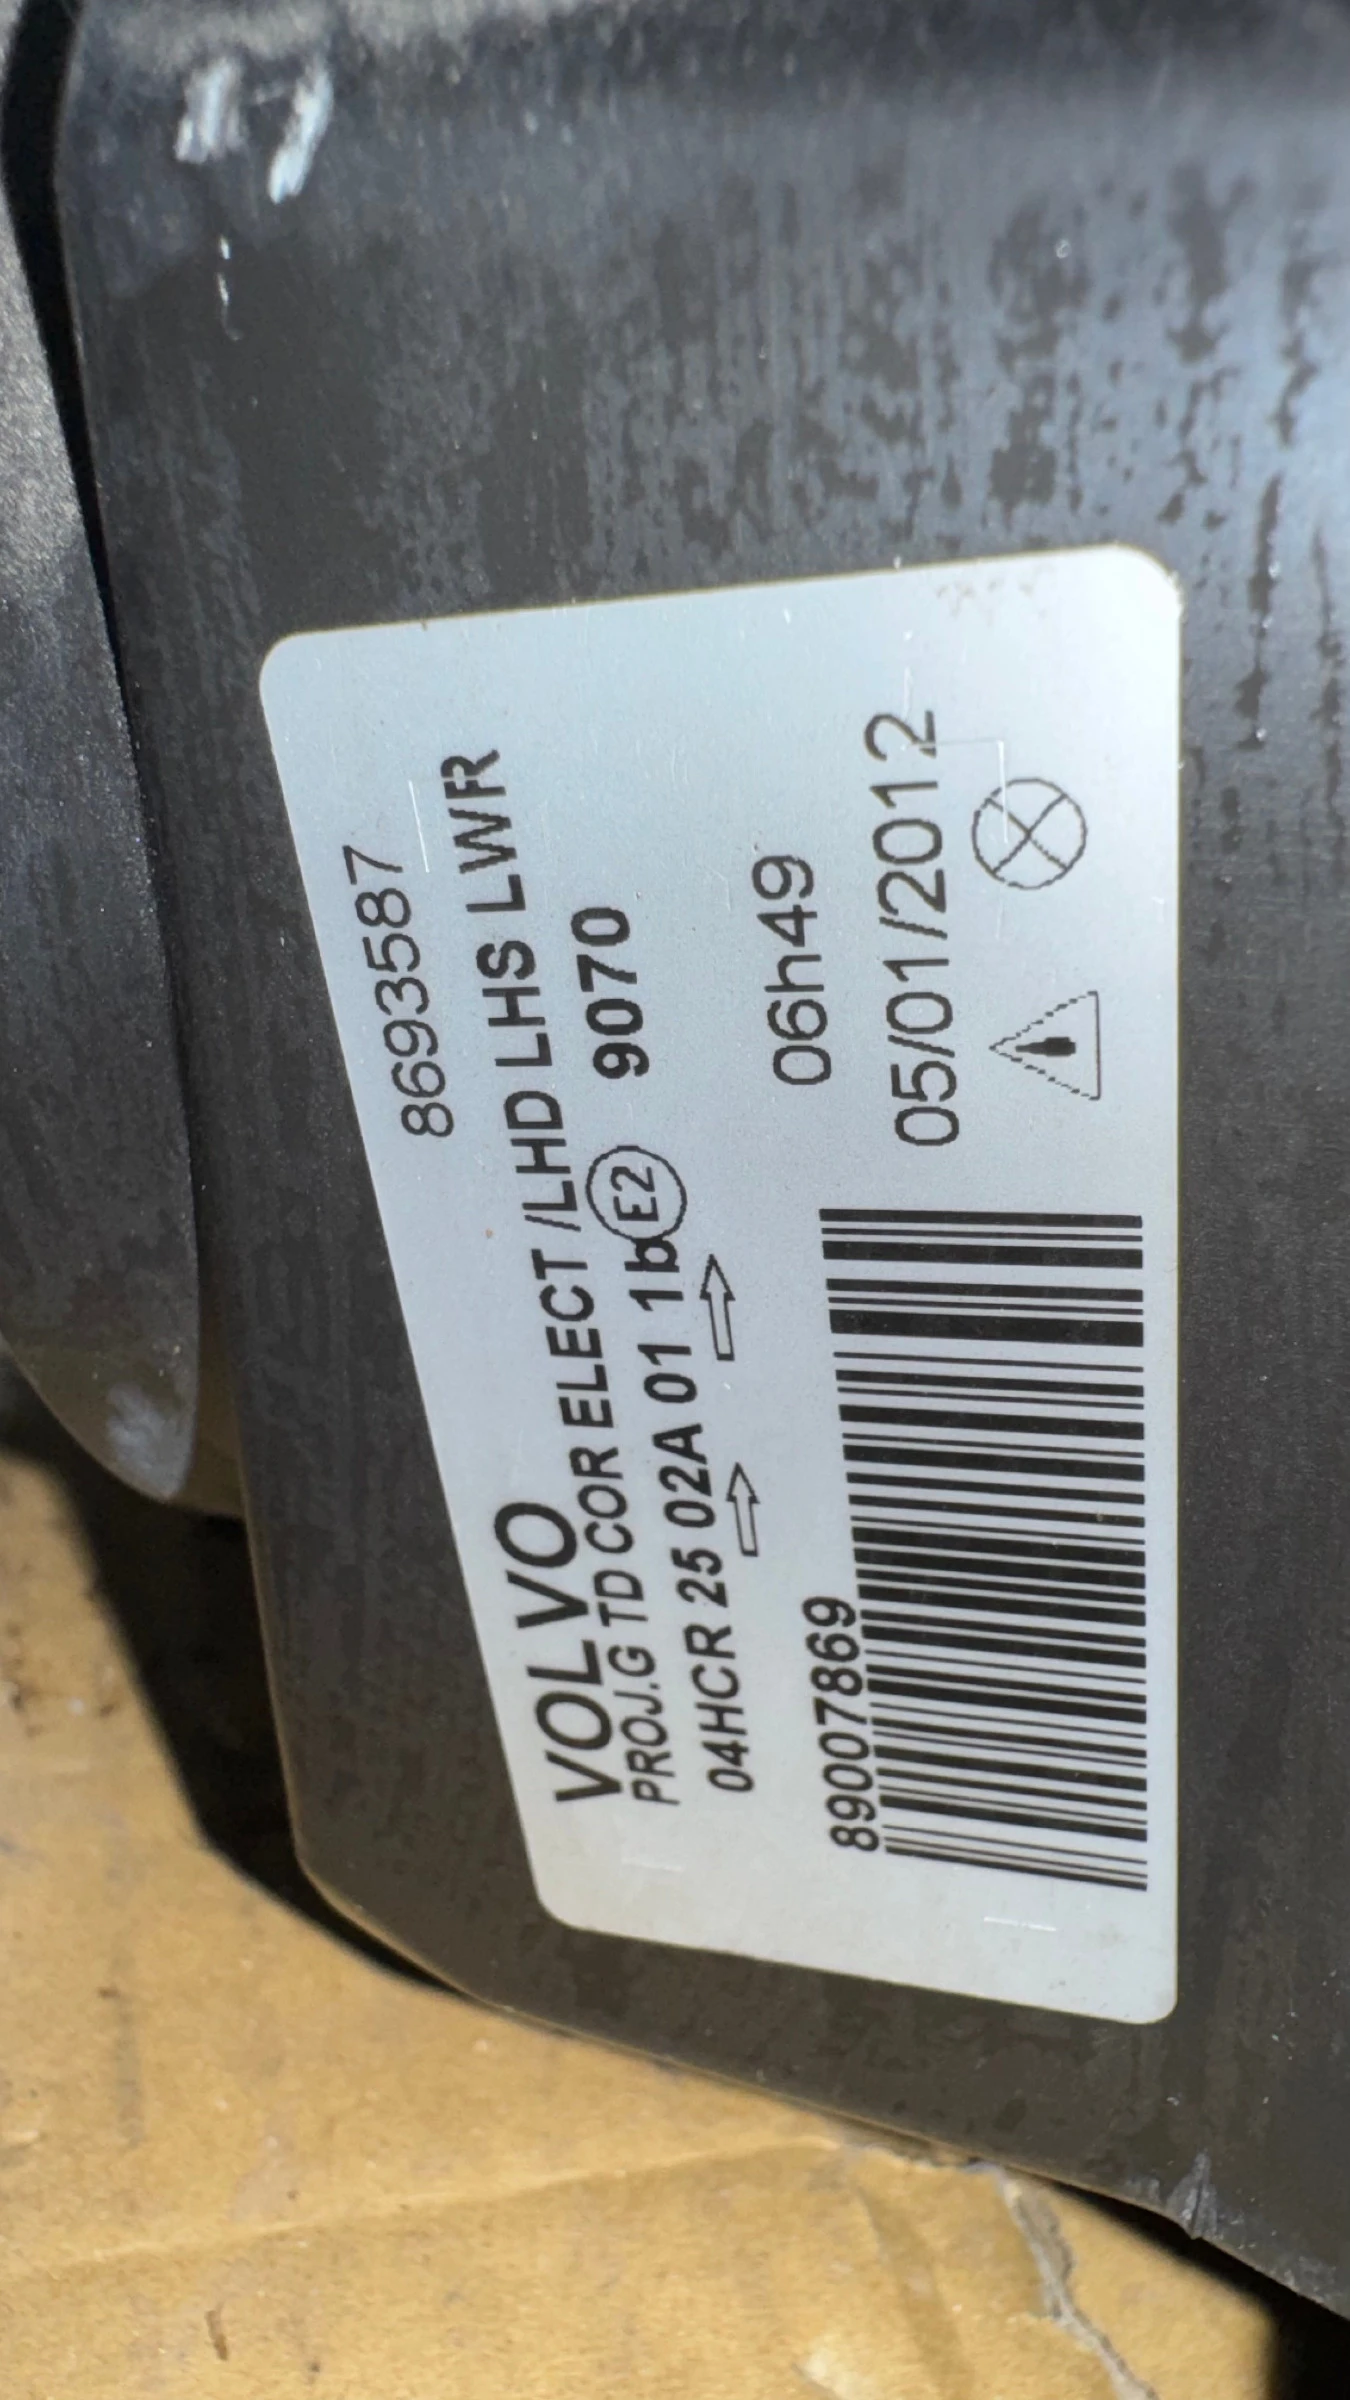 8693587
VOLVO
PROJ.G TD COR ELECT /LHD LHS LWR
04HCR 25 02A 01 1b E2 9070
89007869
06h49
05/01/2012